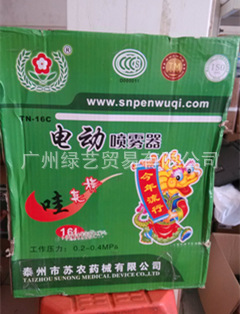 www.snpenwuqi.com
TN-16C
电动喷雾器
广州绿艺贸易有限公司
哇
今年流行
16L
工作压力：0.2-0.4MPa
泰州市苏农药械有限公司
TAIZHOU SUNONG MEDICAL DEVICE CO.,LTD